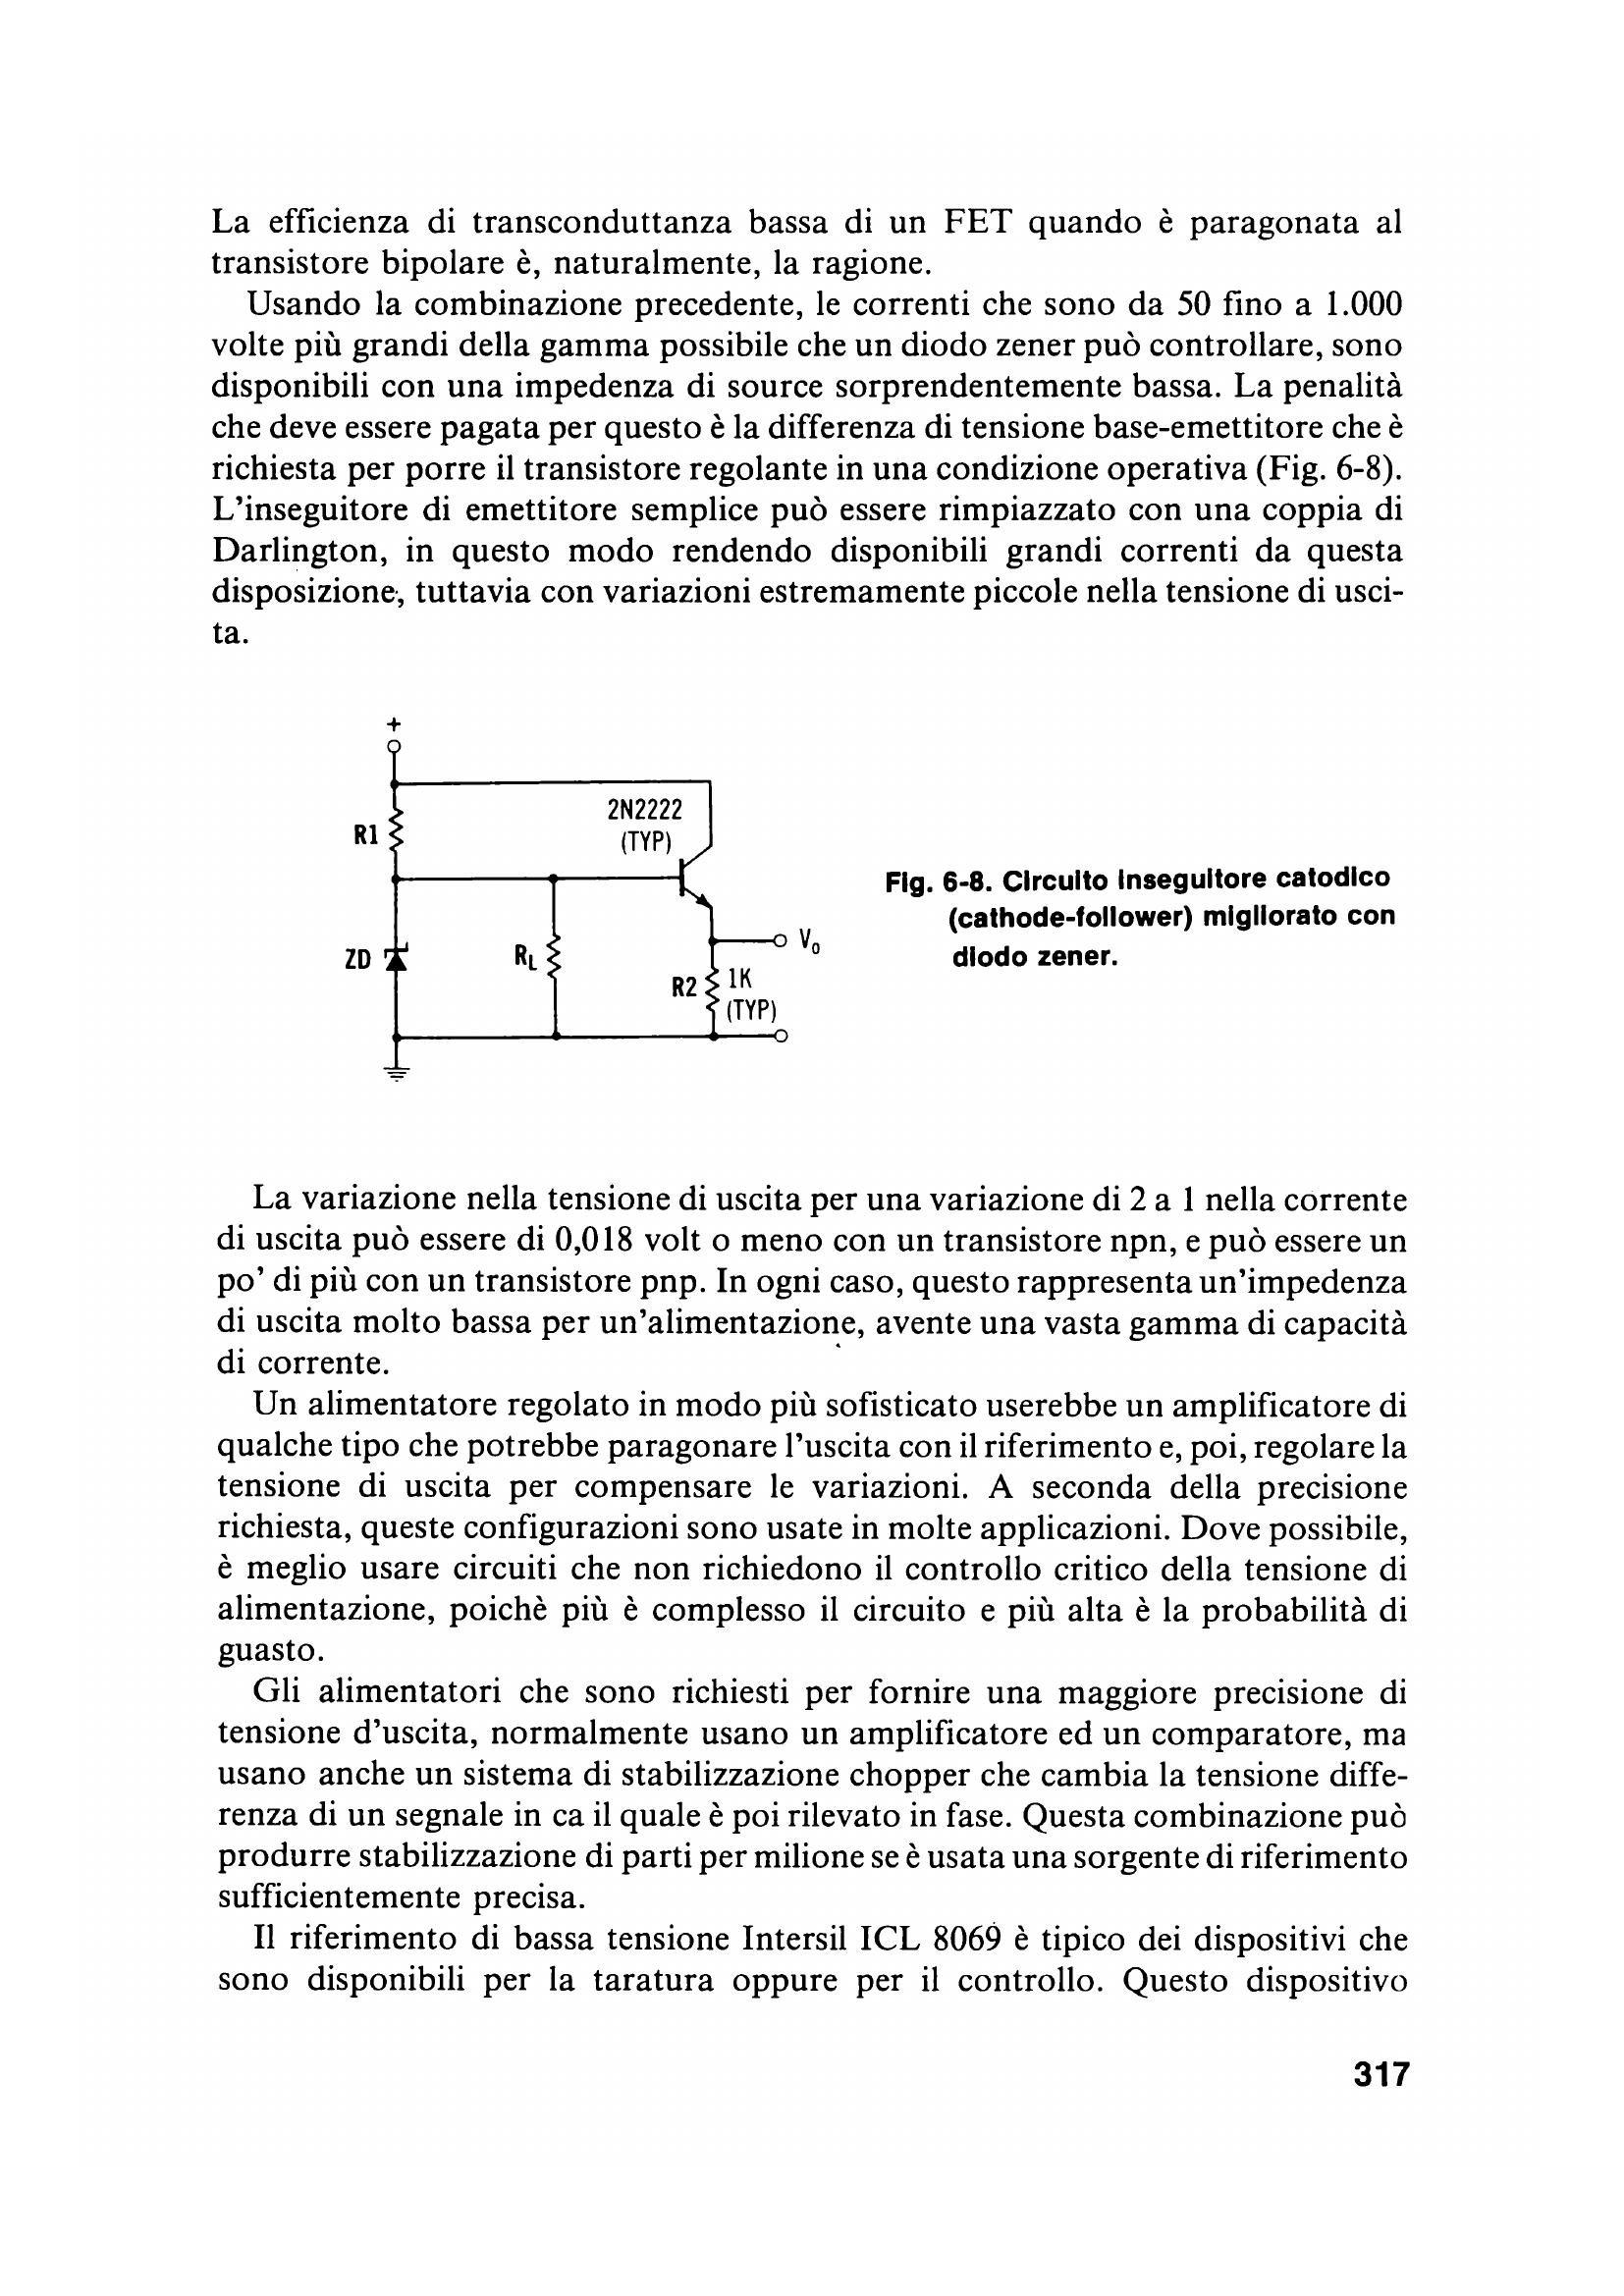 La efficienza di transconduttanza bassa di un FET quando è paragonata al
transistore bipolare è, naturalmente, la ragione.
Usando la combinazione precedente, le correnti che sono da 50 fino a 1.000
volte più grandi della gamma possibile che un diodo zener può controllare, sono
disponibili con una impedenza di source sorprendentemente bassa. La penalità
che deve essere pagata per questo è la differenza di tensione base-emettitore che è
richiesta per porre il transistore regolante in una condizione operativa (Fig. 6-8).
L'inseguitore di emettitore semplice può essere rimpiazzato con una coppia di
Darlington, in questo modo rendendo disponibili grandi correnti da questa
disposizione, tuttavia con variazioni estremamente piccole nella tensione di usci-
ta.
+
2N2222
(TYP)
R1
ZD
RL
Vo
R2
1K
(TYP)
Fig. 6-8. Circuito inseguitore catodico
(cathode-follower) migliorato con
diodo zener.
La variazione nella tensione di uscita per una variazione di 2 a 1 nella corrente
di uscita può essere di 0,018 volt o meno con un transistore npn, e può essere un
po' di più con un transistore pnp. In ogni caso, questo rappresenta un'impedenza
di uscita molto bassa per un'alimentazione, avente una vasta gamma di capacità
di corrente.
Un alimentatore regolato in modo più sofisticato userebbe un amplificatore di
qualche tipo che potrebbe paragonare l'uscita con il riferimento e, poi, regolare la
tensione di uscita per compensare le variazioni. A seconda della precisione
richiesta, queste configurazioni sono usate in molte applicazioni. Dove possibile,
è meglio usare circuiti che non richiedono il controllo critico della tensione di
alimentazione, poichè più è complesso il circuito e più alta è la probabilità di
guasto.
Gli alimentatori che sono richiesti per fornire una maggiore precisione di
tensione d'uscita, normalmente usano un amplificatore ed un comparatore, ma
usano anche un sistema di stabilizzazione chopper che cambia la tensione diffe-
renza di un segnale in ca il quale è poi rilevato in fase. Questa combinazione può
produrre stabilizzazione di parti per milione se è usata una sorgente di riferimento
sufficientemente precisa.
Il riferimento di bassa tensione Intersil ICL 8069 è tipico dei dispositivi che
sono disponibili per la taratura oppure per il controllo. Questo dispositivo
317